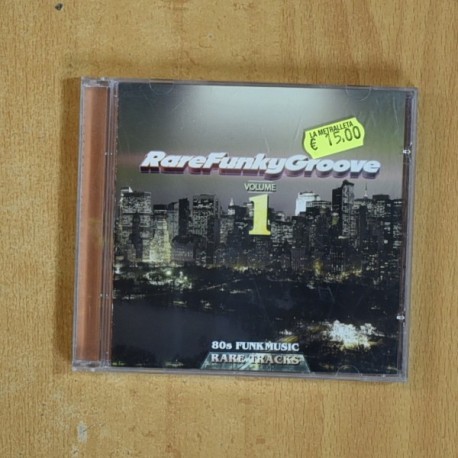 LA METRALLETA
€ 15,00
RareFunkyGroove
VOLUME
1
80s FUNKMUSIC
RARE TRACKS